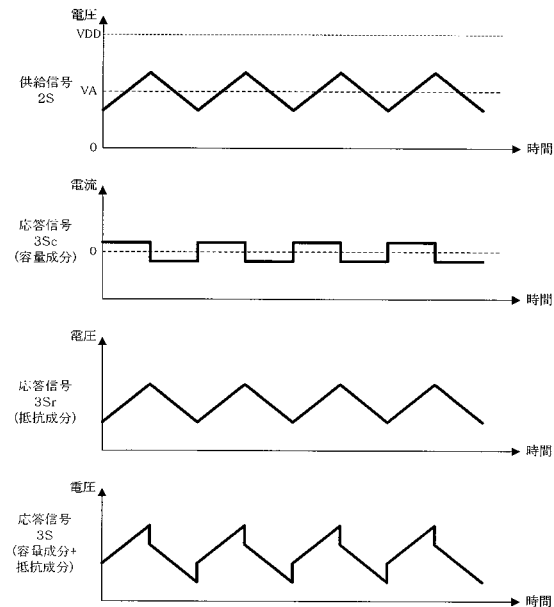 電圧
VDD
供給信号
2S
VA
0
時間
電流
応答信号
3Sc
(容量成分)
0
時間
電圧
応答信号
3Sr
(抵抗成分)
時間
電圧
応答信号
3S
(容量成分+
抵抗成分)
時間